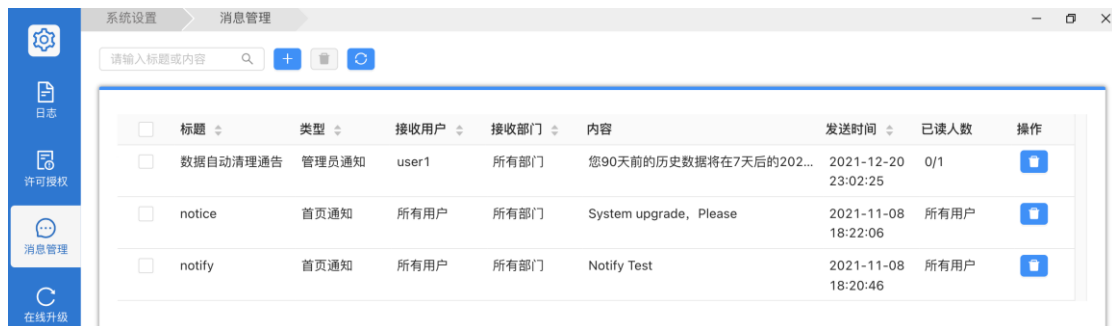 系统设置 消息管理
请输入标题或内容
日志
许可授权
消息管理
在线升级
标题 类型 接收用户 接收部门 内容 发送时间 已读人数 操作
数据自动清理通告 管理员通知 user1 所有部门 您90天前的历史数据将在7天后的202... 2021-12-20 0/1
23:02:25
notice 首页通知 所有用户 所有部门 System upgrade，Please 2021-11-08 所有用户
18:22:06
notify 首页通知 所有用户 所有部门 Notify Test 2021-11-08 所有用户
18:20:46